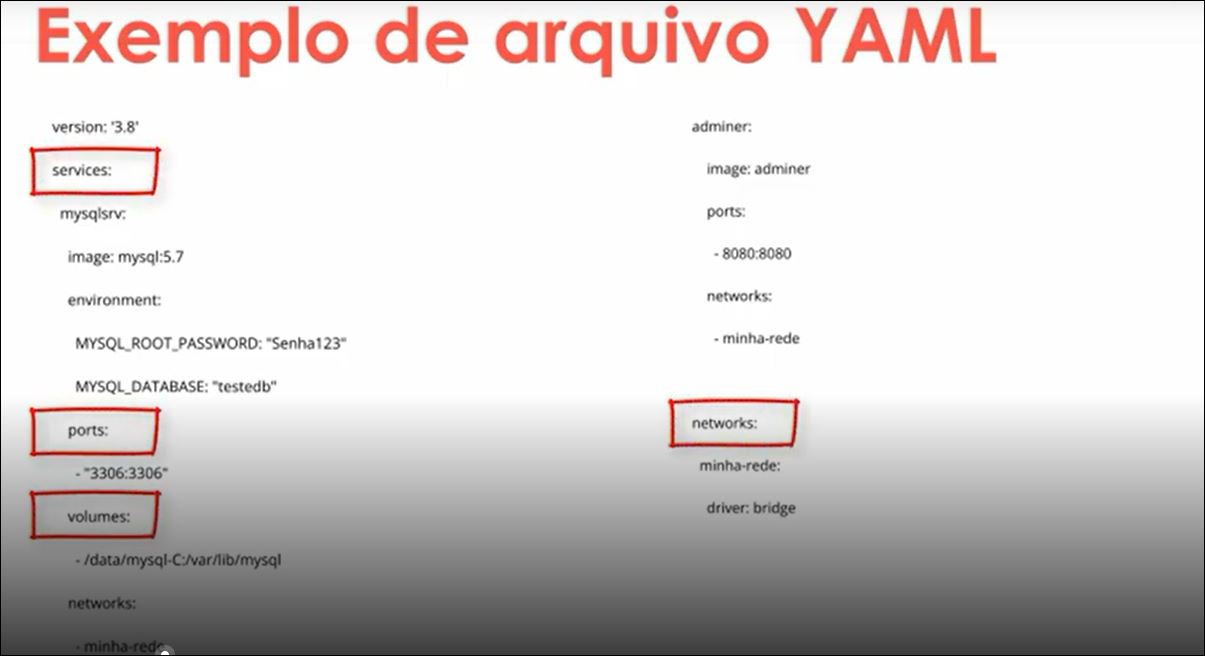 Exemplo de arquivo YAML
version: '3.8'
services:
mysqlsrv:
image: mysql:5.7
environment:
MYSQL_ROOT_PASSWORD: "Senha123"
MYSQL_DATABASE: "testedb"
ports:
- "3306:3306"
volumes:
- /data/mysql-C:/var/lib/mysql
networks:
- minha-rede
adminer:
image: adminer
ports:
- 8080:8080
networks:
- minha-rede
networks:
minha-rede:
driver: bridge